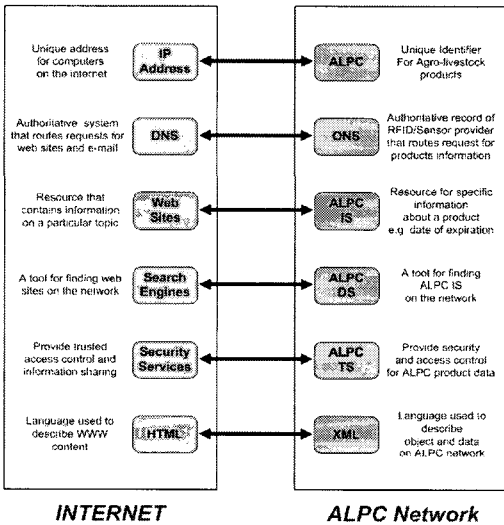 Unique address
for computers
on the internet
IP
Address
ALPC
Unique Identifier
For Agro-livestock
products
Authoritative system
that routes requests for
web sites and e-mail
DNS
ONS
Authoritative record of
RFID/Sensor provider
that routes request for
products information
Resource that
contains information
on a particular topic
Web
Sites
ALPC
IS
Resource for specific
information
about a product
e.g. date of expiration
A tool for finding web
sites on the network
Search
Engines
ALPC
DS
A tool for finding
ALPC IS
on the network
Provide trusted
access control and
information sharing
Security
Services
ALPC
TS
Provide security
and access control
for ALPC product data
Language used to
describe WWW
content
HTML
XML
Language used to
describe
object and data
on ALPC network
INTERNET
ALPC Network